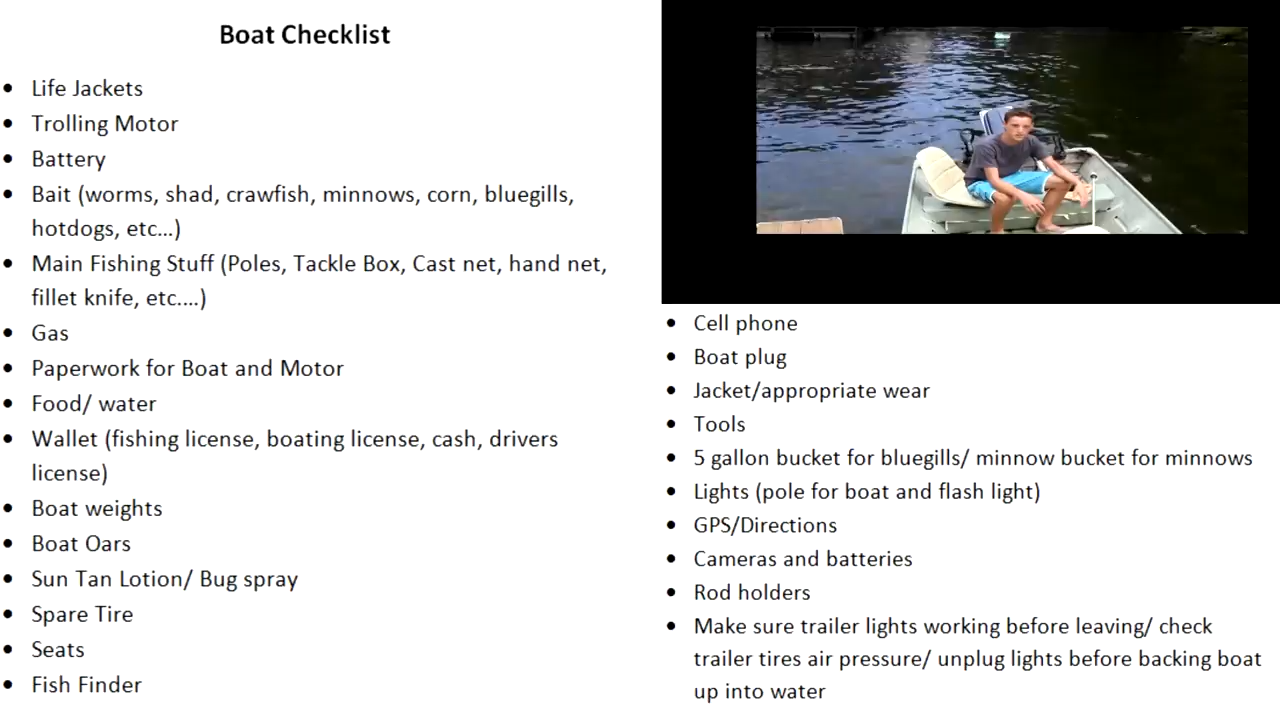 Boat Checklist
Life Jackets
Trolling Motor
Battery
Bait (worms, shad, crawfish, minnows, corn, bluegills,
hotdogs, etc…)
Main Fishing Stuff (Poles, Tackle Box, Cast net, hand net,
fillet knife, etc.…)
Gas
Paperwork for Boat and Motor
Food/ water
Wallet (fishing license, boating license, cash, drivers
license)
Boat weights
Boat Oars
Sun Tan Lotion/ Bug spray
Spare Tire
Seats
Fish Finder
Cell phone
Boat plug
Jacket/appropriate wear
Tools
5 gallon bucket for bluegills/ minnow bucket for minnows
Lights (pole for boat and flash light)
GPS/Directions
Cameras and batteries
Rod holders
Make sure trailer lights working before leaving/ check
trailer tires air pressure/ unplug lights before backing boat
up into water